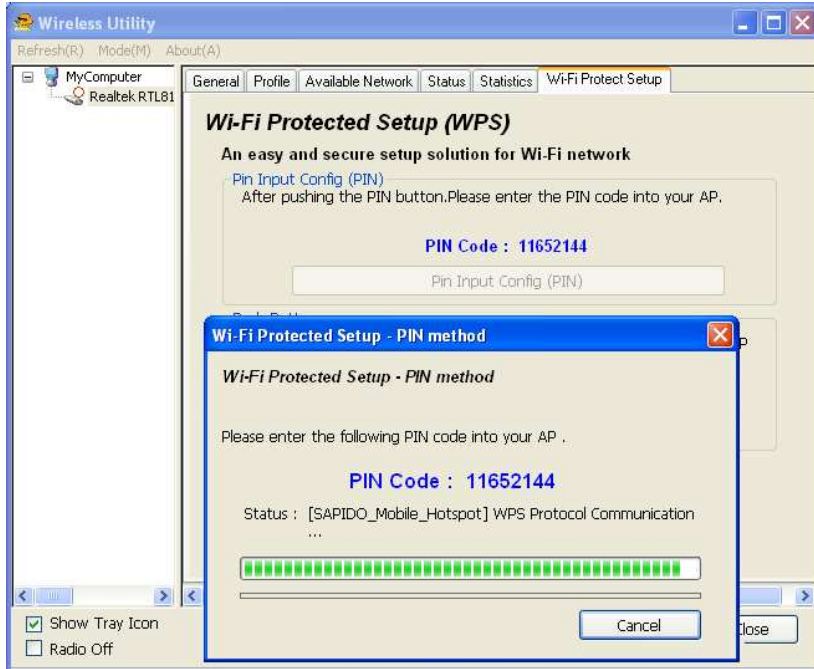 Wireless Utility
Refresh(R) Mode(M) About(A)
MyComputer
Realtek RTL81
General Profile Available Network Status Statistics Wi-Fi Protect Setup
Wi-Fi Protected Setup (WPS)
An easy and secure setup solution for Wi-Fi network
Pin Input Config (PIN)
After pushing the PIN button.Please enter the PIN code into your AP.
PIN Code : 11652144
Pin Input Config (PIN)
Wi-Fi Protected Setup - PIN method
Wi-Fi Protected Setup - PIN method
Please enter the following PIN code into your AP .
PIN Code : 11652144
Status : [SAPIDO_Mobile_Hotspot] WPS Protocol Communication
...
Cancel
Show Tray Icon
Radio Off